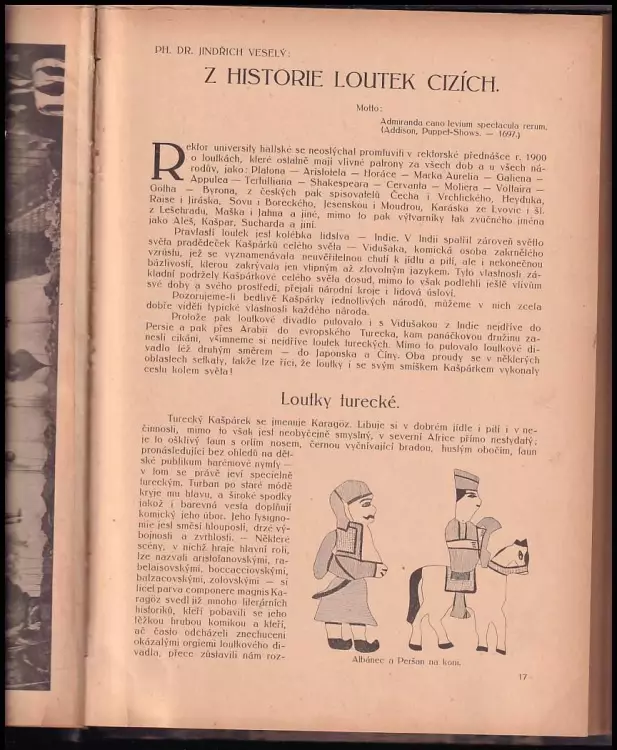 PH. DR. JINDŘICH VESELÝ:
Z HISTORIE LOUTEK CIZÍCH.
Motto:
Admiranda cano levium spectacula rerum.
(Addison, Puppet-Shows. — 1697.)
Rektor university hallské se neostýchal promluviti v rektorské přednášce r. 1900
o loutkách, které ostatně mají vlivné patrony za všech dob a u všech ná-
rodův, jako: Platona — Aristotela — Horáce — Marka Aurelia — Galiena —
Appulea — Tertulliana — Shakespeara — Cervanta — Moliera — Voltaira —
Götha — Byrona, z českých pak spisovatelů Čecha i Vrchlického, Heyduka,
Raise i Jiráska, Sovu i Boreckého, Jesenskou i Moudrou, Karáska ze Lvovic i šl.
z Lešehradu, Maška i Jahna a jiné, mimo to pak výtvarníky tak zvučného jména
jako Aleš, Kašpar, Sucharda a jiní.
Pravlastí loutek jest kolébka lidstva — Indie. V Indii spatřil zároveň světlo
světa pradědeček Kašpárků celého světa — Vidušaka, komická osoba zakrnělého
vzrůstu, jež se vyznamenávala neuvěřitelnou chutí k jídlu a pití, ale i nekonečnou
bázlivostí, kterou zakrývala jen vtipným až zlovolným jazykem. Tyto vlastnosti zá-
kladní podržely Kašpárkové celého světa dosud, mimo to však podlehli ještě vlivům
své doby a svého prostředí, přejali národní kroje i lidová úsloví.
Pozorujeme-li bedlivě Kašpárky jednotlivých národů, můžeme v nich zcela
dobře viděti typické vlastnosti každého národa.
Protože pak loutkové divadlo putovalo i s Vidušakou z Indie nejdříve do
Persie a pak přes Arabii do evropského Turecka, kam panáčkovou družinu za-
nesli cikáni, všimneme si nejdříve loutek tureckých. Mimo to putovalo loutkové di-
vadlo též druhým směrem — do Japonska a Číny. Oba proudy se v některých
oblastech setkaly, takže lze říci, že loutky i se svým smíškem Kašpárkem vykonaly
cestu kolem světa!
Loutky turecké.
Turecký Kašpárek se jmenuje Karagöz. Libuje si v dobrém jídle i pití i v ne-
činnosti, mimo to však jest neobyčejně smyslný, v severní Africe přímo nestydatý;
je to ošklivý faun s orlím nosem, černou vyčnívající bradou, hustým obočím, faun
pronásledující bez ohledů na dět-
ské publikum harémové nymfy —
v tom se právě jeví specielně
tureckým. Turban po staré módě
kryje mu hlavu, a široké spodky
jakož i barevná vesta doplňují
komický jeho úbor. Jeho fysigno-
mie jest směsí hlouposti, drzé vý-
bojnosti a zvrhlosti. — Některé
scény, v nichž hraje hlavní roli,
lze nazvati aristofanovskými, ra-
belaisovskými, boccacciovskými,
balzacovskými, zolovskými — si
licet parva componere magnis Ka-
ragöz svedl již mnoho literárních
historiků, kteří pobavili se jeho
těžkou hrubou komikou a kteří,
ač často odcházeli znechuceni
okázalými orgiemi loutkového di-
vadla, přece zůstavili nám roz-
Albánec a Peršan na koni.
17